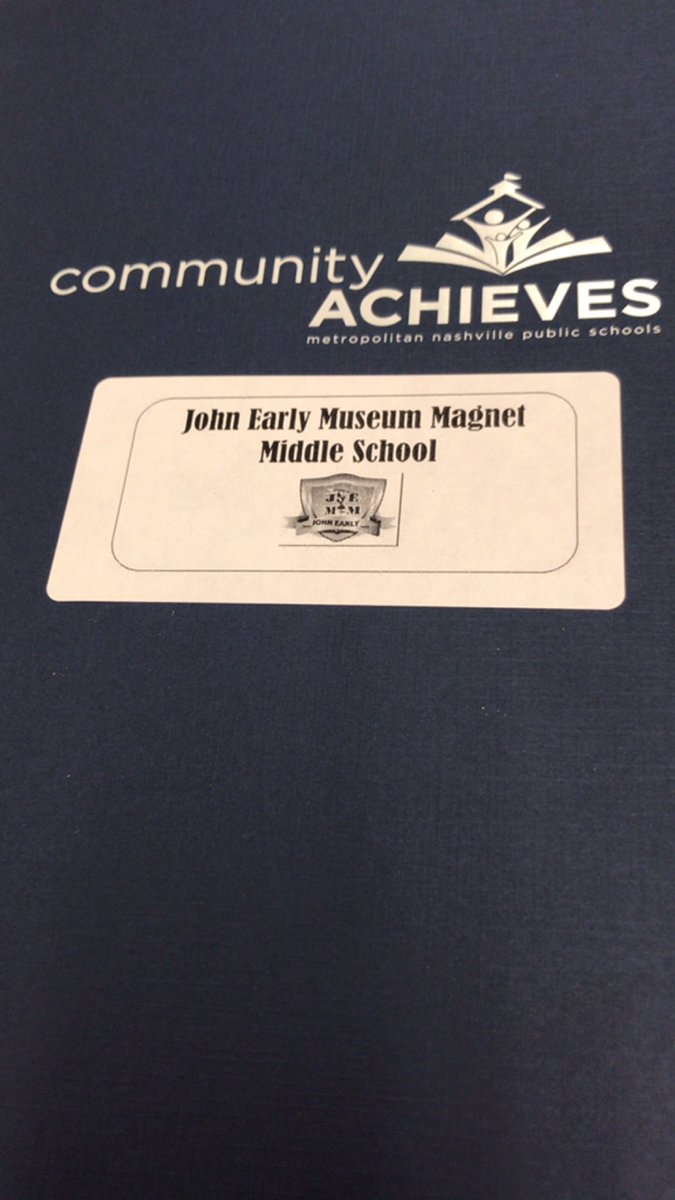 community
ACHIEVES
metropolitan nashville public schools
John Early Museum Magnet
Middle School
J E
M M
JOHN EARLY